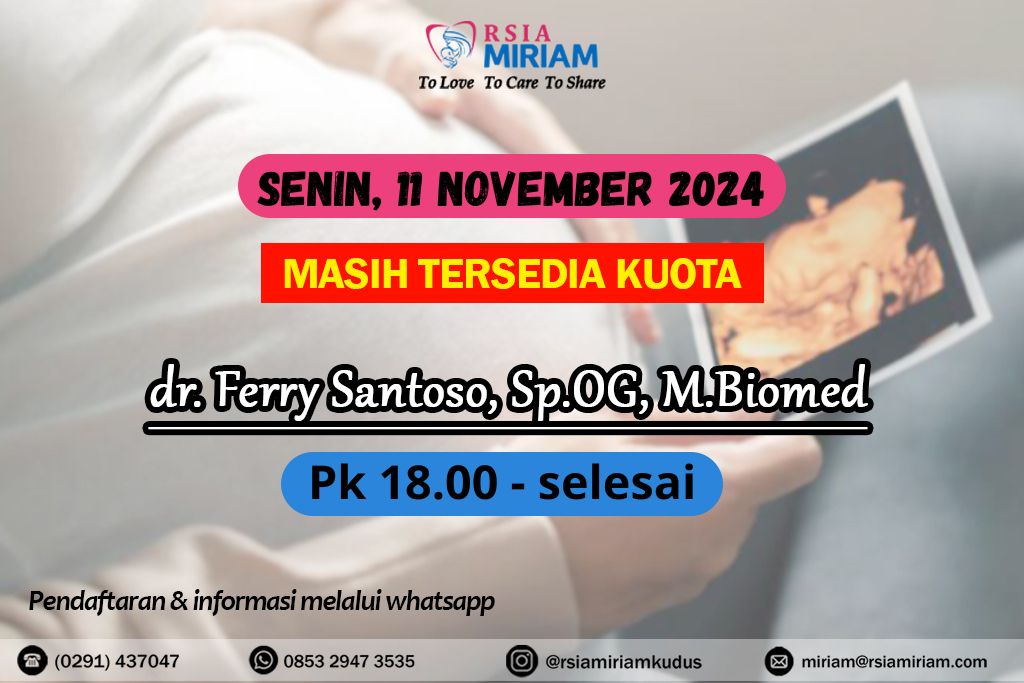 RSIA
MIRIAM
To Love To Care To Share
SENIN, 11 NOVEMBER 2024
MASIH TERSEDIA KUOTA
dr. Ferry Santoso, Sp.OG, M.Biomed
Pk 18.00 - selesai
Pendaftaran & informasi melalui whatsapp
(0291) 437047 0853 2947 3535 @rsiamiriamkudus miriam@rsiamiriam.com